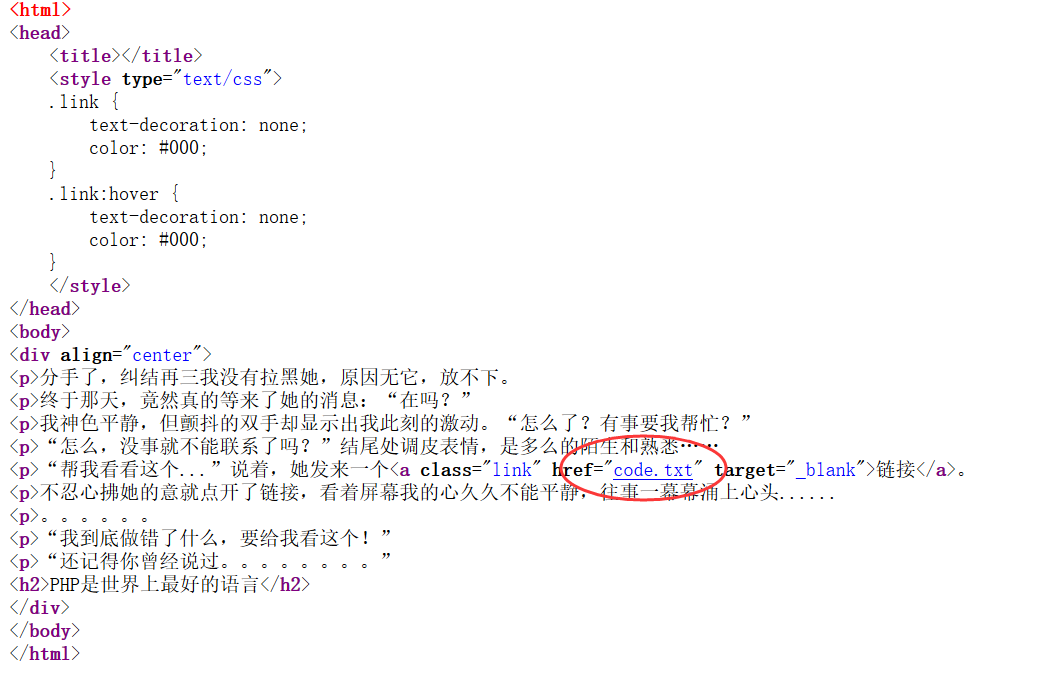 <html>
<head>
    <title></title>
    <style type="text/css">
    .link {
        text-decoration: none;
        color: #000;
    }
    .link:hover {
        text-decoration: none;
        color: #000;
    }
    </style>
</head>
<body>
<div align="center">
<p>分手了，纠结再三我没有拉黑她，原因无它，放不下。
<p>终于那天，竟然真的等来了她的消息：“在吗？”
<p>我神色平静，但颤抖的双手却显示出我此刻的激动。“怎么了？有事要我帮忙？”
<p>“怎么，没事就不能联系了吗？”结尾处调皮表情，是多么的陌生和熟悉……
<p>“帮我看看这个...”说着，她发来一个<a class="link" href="code.txt" target="_blank">链接</a>。
<p>不忍心拂她的意就点开了链接，看着屏幕我的心久久不能平静，往事一幕幕涌上心头......
<p>。。。。。。
<p>“我到底做错了什么，要给我看这个！”
<p>“还记得你曾经说过。。。。。。。。”
<h2>PHP是世界上最好的语言</h2>
</div>
</body>
</html>